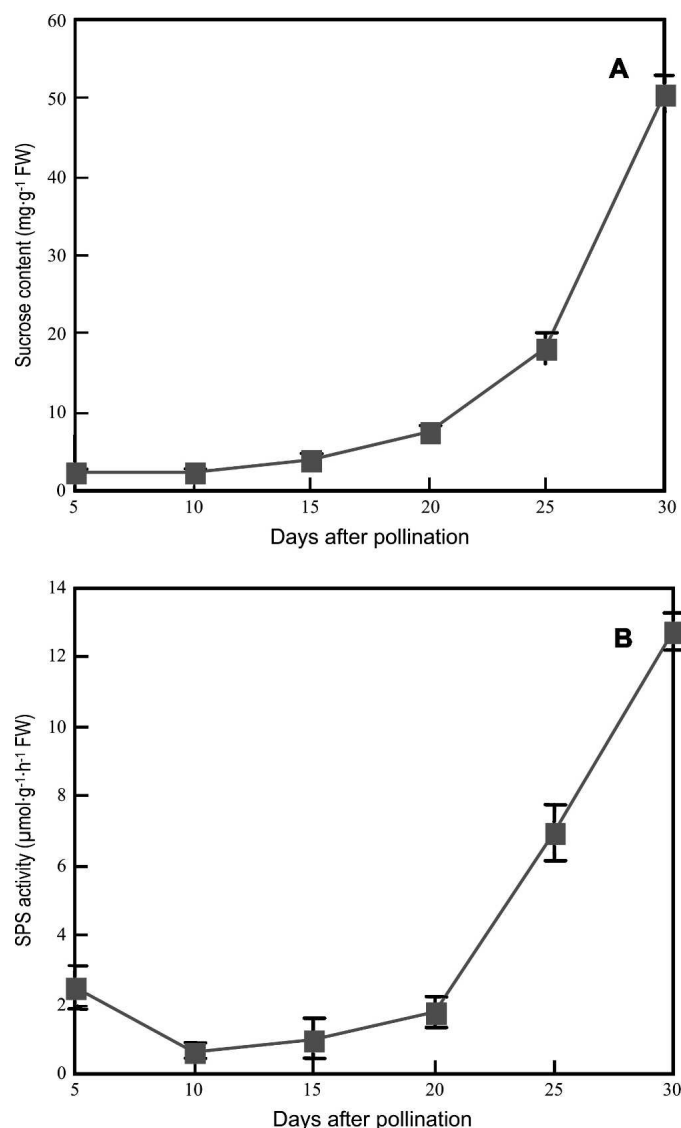 60
50
40
30
20
10
0
Sucrose content (mg·g⁻¹ FW)
A
5 10 15 20 25 30
Days after pollination
14
12
10
8
6
4
2
0
SPS activity (μmol·g⁻¹·h⁻¹ FW)
B
5 10 15 20 25 30
Days after pollination